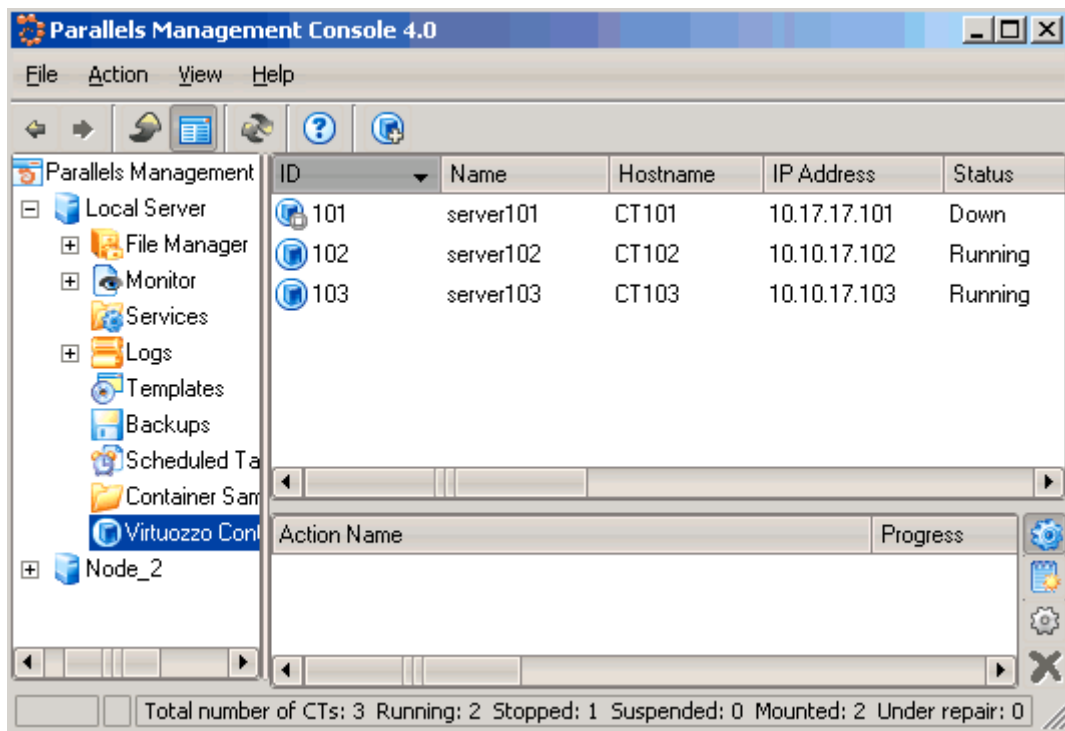 Parallels Management Console 4.0
File Action View Help
Parallels Management
Local Server
File Manager
Monitor
Services
Logs
Templates
Backups
Scheduled Ta
Container Sam
Virtuozzo Cont
Node_2
ID Name Hostname IP Address Status
101 server101 CT101 10.17.17.101 Down
102 server102 CT102 10.10.17.102 Running
103 server103 CT103 10.10.17.103 Running
Action Name Progress
Total number of CTs: 3 Running: 2 Stopped: 1 Suspended: 0 Mounted: 2 Under repair: 0